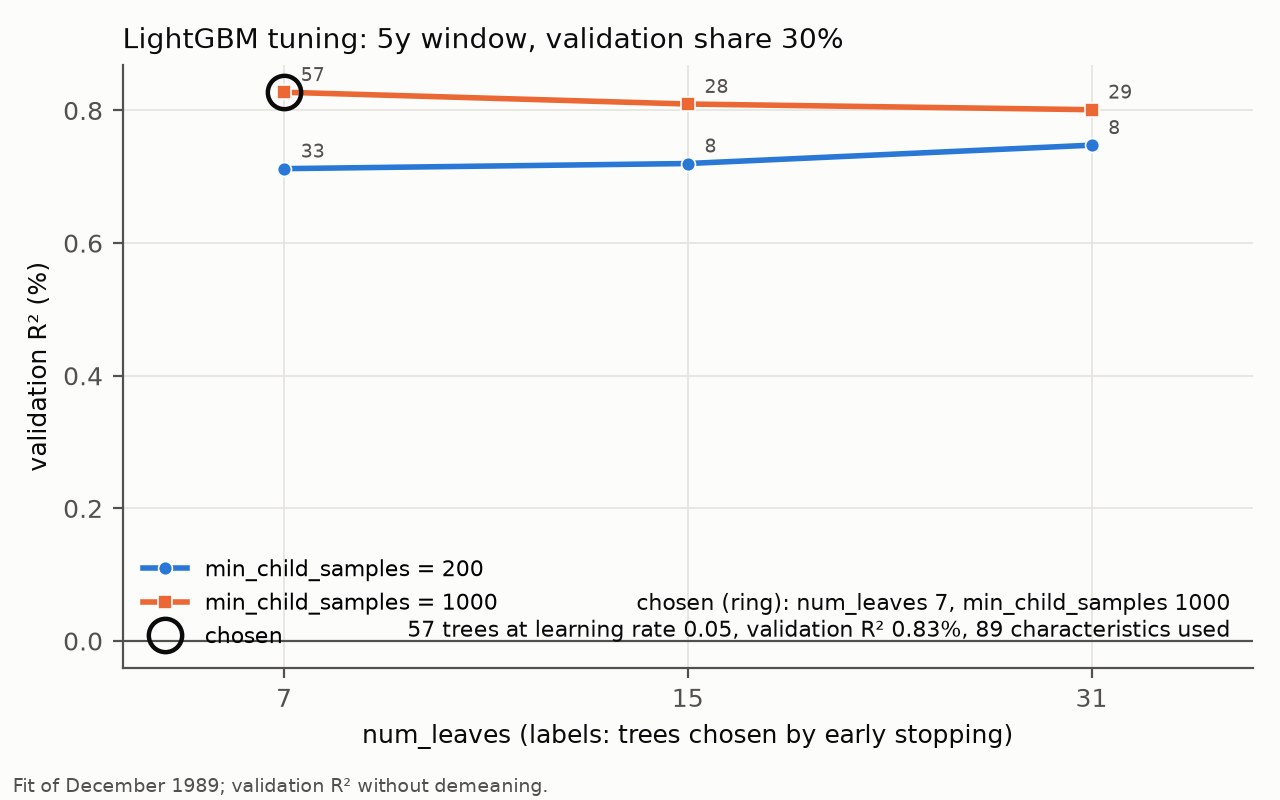 LightGBM tuning: 5y window, validation share 30%
57
28
29
33
8
8
0.8
0.6
0.4
0.2
0.0
validation R² (%)
min_child_samples = 200
min_child_samples = 1000
chosen
chosen (ring): num_leaves 7, min_child_samples 1000
57 trees at learning rate 0.05, validation R² 0.83%, 89 characteristics used
7
15
31
num_leaves (labels: trees chosen by early stopping)
Fit of December 1989; validation R² without demeaning.